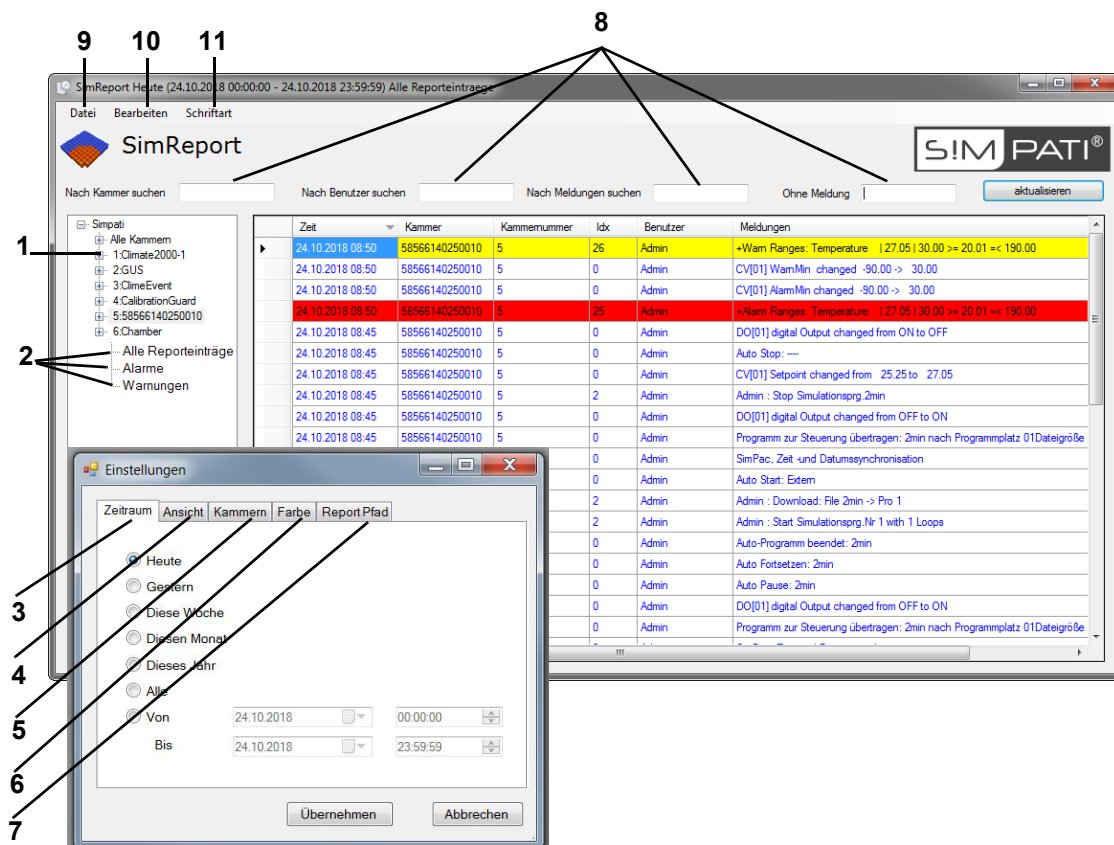 8
9 10 11
SimReport Heute (24.10.2018 00:00:00 - 24.10.2018 23:59:59) Alle Reporteintraege
Datei Bearbeiten Schriftart
SimReport
S!MPATI®
Nach Kammer suchen Nach Benutzer suchen Nach Meldungen suchen Ohne Meldung aktualisieren
1
2
Simpati
Alle Kammern
1:Climate2000-1
2:GUS
3:ClimeEvent
4:CalibrationGuard
5:58566140250010
6:Chamber
Alle Reporteinträge
Alarme
Warnungen
Zeit Kammer Kammernummer Idx Benutzer Meldungen
24.10.2018 08:50 58566140250010 5 26 Admin +Warn Ranges: Temperature | 27.05 | 30.00 >= 20.01 =< 190.00
24.10.2018 08:50 58566140250010 5 0 Admin CV[01] WarnMin changed -90.00 -> 30.00
24.10.2018 08:50 58566140250010 5 0 Admin CV[01] AlarmMin changed -90.00 -> 30.00
24.10.2018 08:50 58566140250010 5 25 Admin +Alarm Ranges: Temperature | 27.05 | 30.00 >= 20.01 =< 190.00
24.10.2018 08:45 58566140250010 5 0 Admin DO[01] digital Output changed from ON to OFF
24.10.2018 08:45 58566140250010 5 0 Admin Auto Stop: ----
24.10.2018 08:45 58566140250010 5 0 Admin CV[01] Setpoint changed from 25.25 to 27.05
24.10.2018 08:45 58566140250010 5 2 Admin Admin : Stop Simulationsprg.2min
24.10.2018 08:45 58566140250010 5 0 Admin DO[01] digital Output changed from OFF to ON
24.10.2018 08:45 58566140250010 5 0 Admin Programm zur Steuerung übertragen: 2min nach Programmplatz 01Dateigröße
0 Admin SimPac, Zeit -und Datumssynchronisation
0 Admin Auto Start: Extern
2 Admin Admin : Download: File 2min -> Pro 1
2 Admin Admin : Start Simulationsprg.Nr 1 with 1 Loops
0 Admin Auto-Programm beendet: 2min
0 Admin Auto Fortsetzen: 2min
0 Admin Auto Pause: 2min
0 Admin DO[01] digital Output changed from OFF to ON
0 Admin Programm zur Steuerung übertragen: 2min nach Programmplatz 01Dateigröße
Einstellungen
Zeitraum Ansicht Kammern Farbe Report Pfad
Heute
Gestern
Diese Woche
Diesen Monat
Dieses Jahr
Alle
Von 24.10.2018 00:00:00
Bis 24.10.2018 23:59:59
Übernehmen Abbrechen
3
4
5
6
7